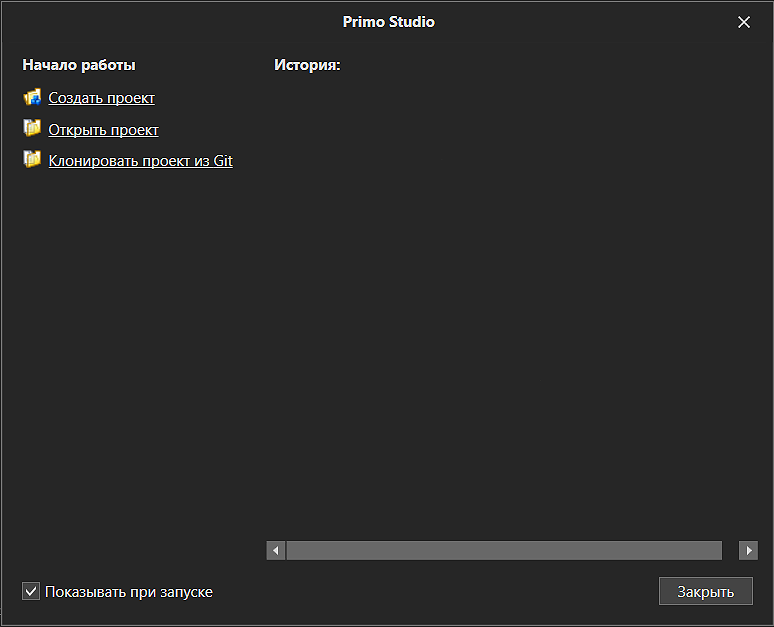 Primo Studio
Начало работы
История:
Создать проект
Открыть проект
Клонировать проект из Git
Показывать при запуске
Закрыть